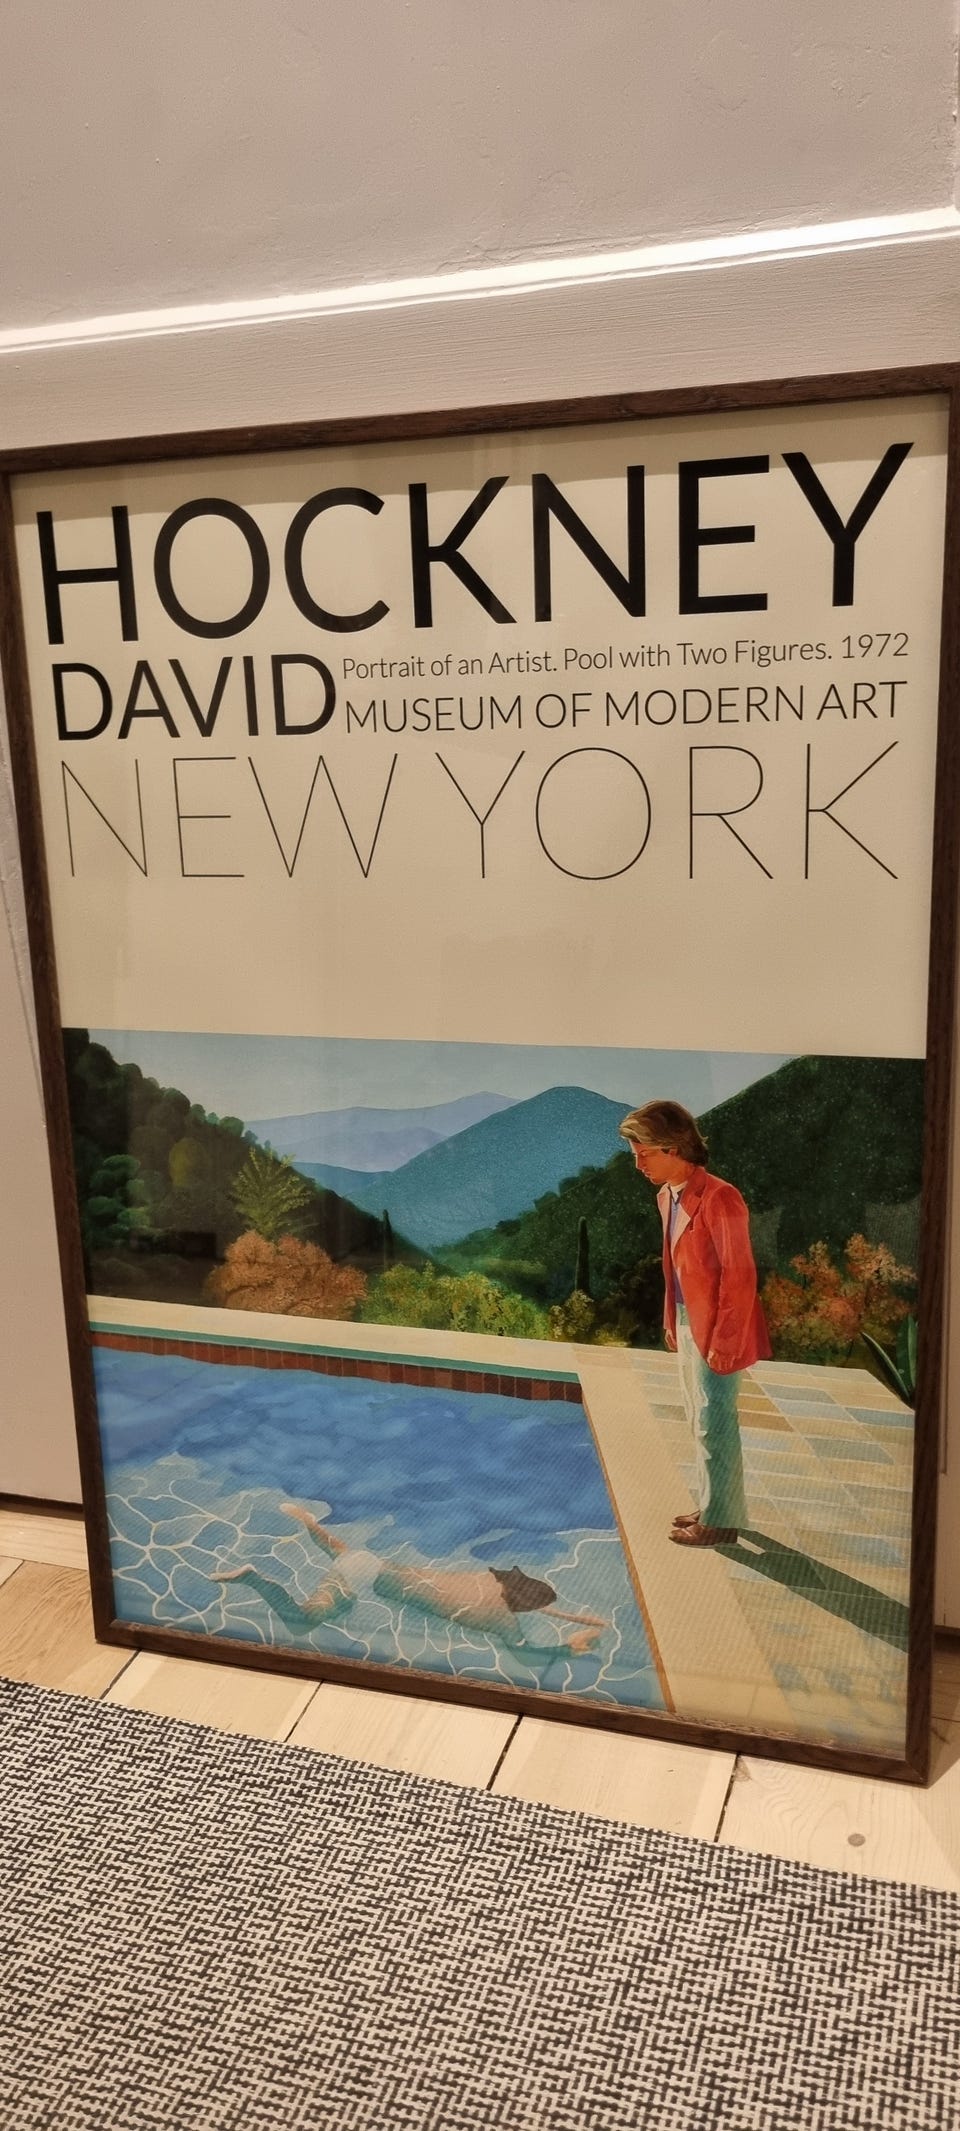 HOCKNEY
DAVID
Portrait of an Artist. Pool with Two Figures. 1972
MUSEUM OF MODERN ART
NEW YORK